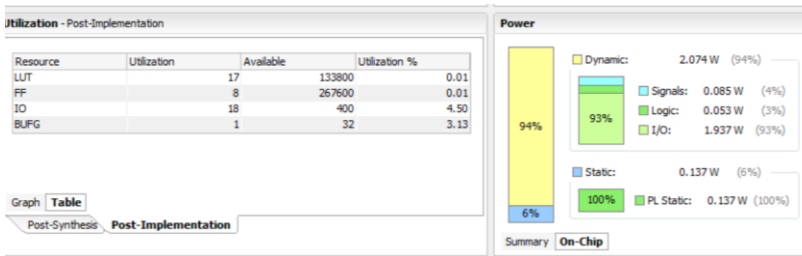 Utilization - Post-Implementation
Resource Utilization Available Utilization %
LUT 17 133800 0.01
FF 8 267600 0.01
IO 18 400 4.50
BUFG 1 32 3.13
Graph Table
Post-Synthesis Post-Implementation
Power
94%
6%
Dynamic: 2.074 W (94%)
93%
Signals: 0.085 W (4%)
Logic: 0.053 W (3%)
I/O: 1.937 W (93%)
Static: 0.137 W (6%)
100%
PL Static: 0.137 W (100%)
Summary On-Chip